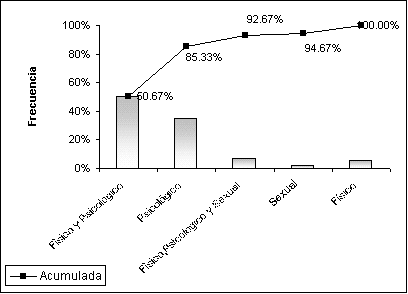 100%
80%
60%
40%
20%
0%
Frecuencia
50.67%
85.33%
92.67%
94.67%
100.00%
Físico y Psicológico
Psicológico
Físico,Psicológico y Sexual
Sexual
Físico
Acumulada